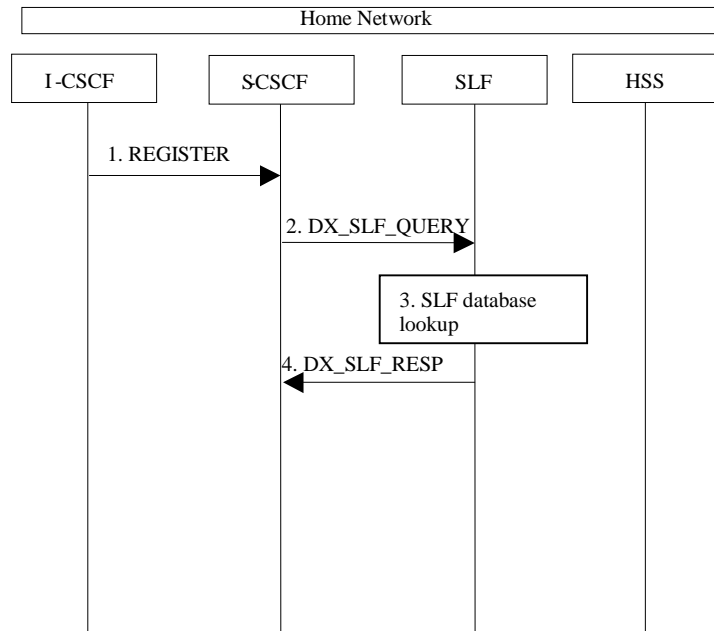 Home Network
I-CSCF
S-CSCF
SLF
HSS
1. REGISTER
2. DX_SLF_QUERY
3. SLF database
lookup
4. DX_SLF_RESP